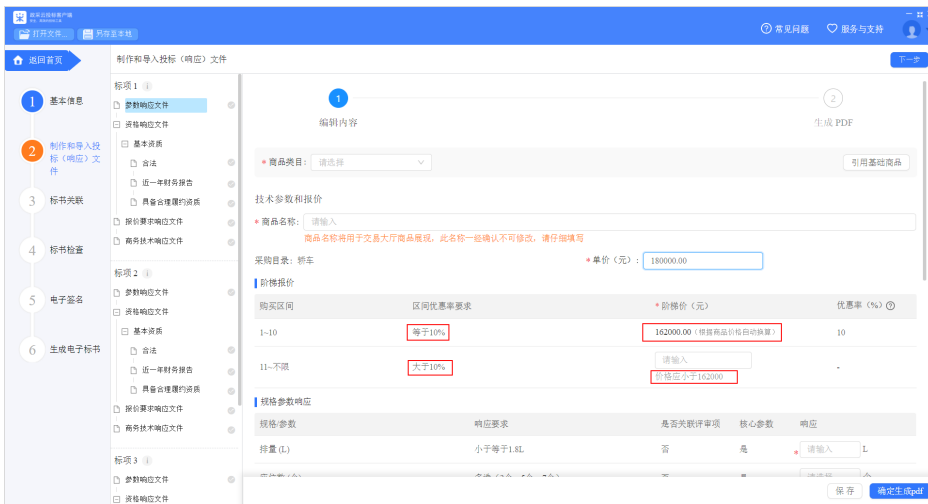 政采云投标客户端
打开文件...
另存至本地
常见问题
服务与支持
返回首页
制作和导入投标（响应）文件
下一步
1
基本信息
2
制作和导入投标（响应）文件
3
标书关联
4
标书检查
5
电子签名
6
生成电子标书
标项 1
参数响应文件
资格响应文件
基本资质
合法
近一年财务报告
具备合理履约资质
报价要求响应文件
商务技术响应文件
标项 2
参数响应文件
资格响应文件
基本资质
合法
近一年财务报告
具备合理履约资质
报价要求响应文件
商务技术响应文件
标项 3
参数响应文件
资格响应文件
1
编辑内容
2
生成 PDF
* 商品类目： 请选择
引用基础商品
技术参数和报价
* 商品名称： 请输入
商品名称将用于交易大厅商品展现，此名称一经确认不可修改，请仔细填写
采购目录：轿车
* 单价（元）： 180000.00
阶梯报价
购买区间 区间优惠率要求 * 阶梯价（元） 优惠率（%）
1~10 等于10% 162000.00（根据商品价格自动换算） 10
11~不限 大于10% 请输入 -
价格应小于162000
规格参数响应
规格/参数 响应要求 是否关联评审项 核心参数 响应
排量 (L) 小于等于1.8L 否 是 * 请输入 L
保 存
确定生成pdf